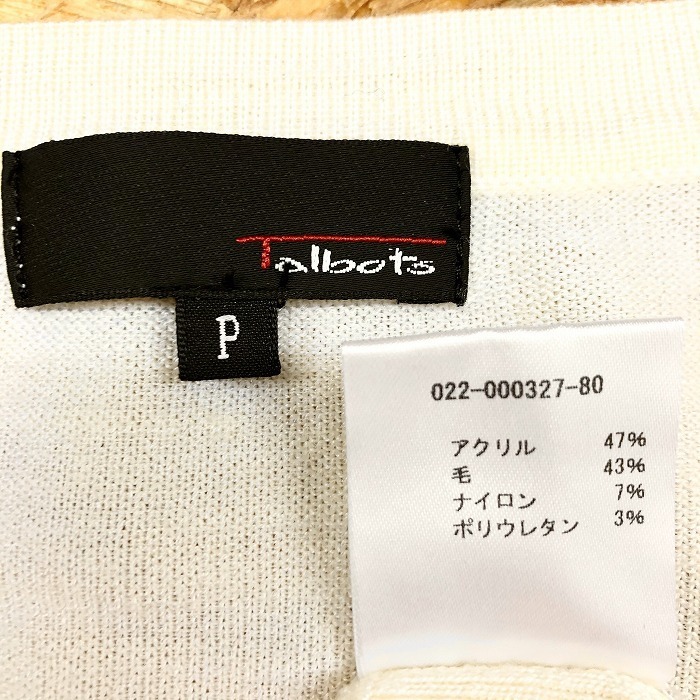 Talbots
P
022-000327-80
アクリル 47%
毛 43%
ナイロン 7%
ポリウレタン 3%